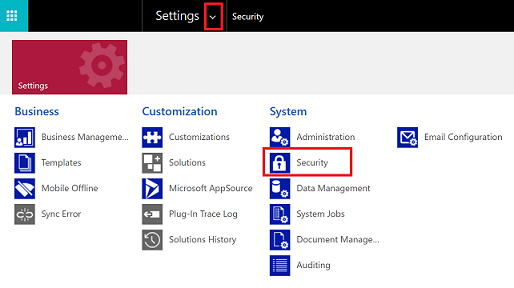 Settings Security
Settings
Business
Business Manageme...
Templates
Mobile Offline
Sync Error
Customization
Customizations
Solutions
Microsoft AppSource
Plug-In Trace Log
Solutions History
System
Administration
Security
Data Management
System Jobs
Document Manage...
Auditing
Email Configuration